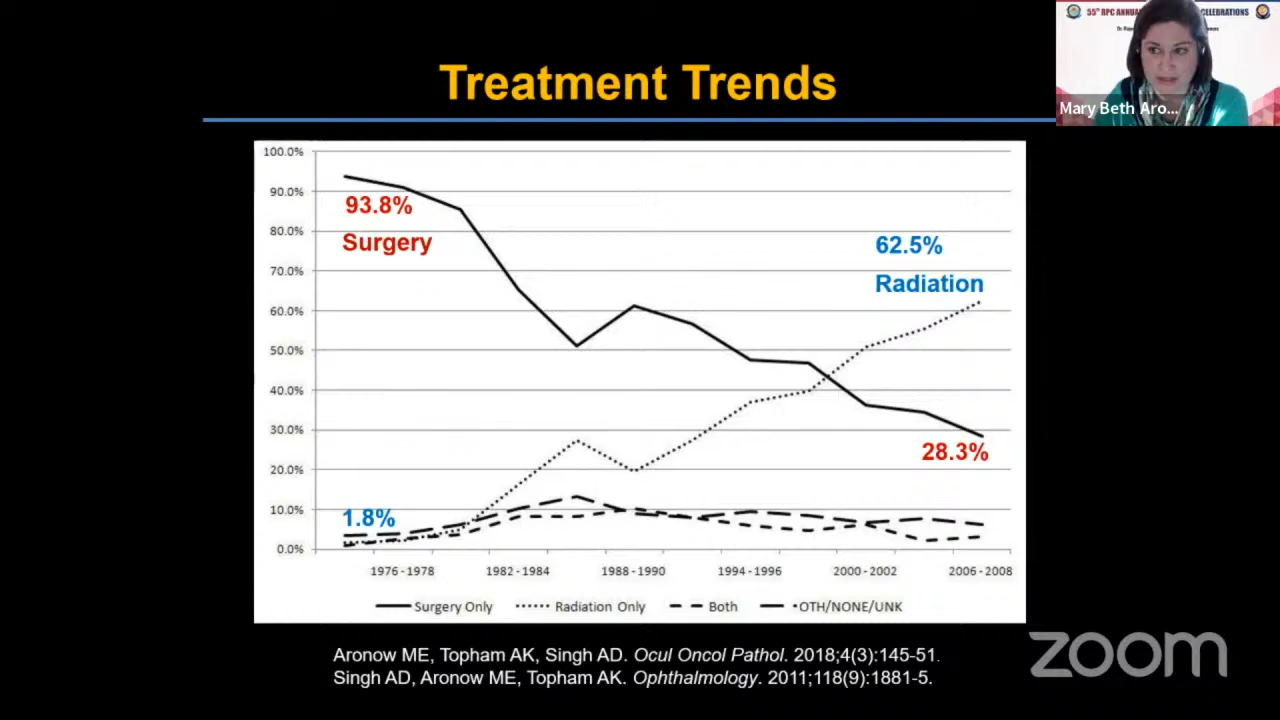 55th RPC ANNUA
CELEBRATIONS
Mary Beth Aro...
Treatment Trends
100.0%
90.0%
80.0%
70.0%
60.0%
50.0%
40.0%
30.0%
20.0%
10.0%
0.0%
93.8%
Surgery
62.5%
Radiation
28.3%
1.8%
1976 - 1978
1982 - 1984
1988 - 1990
1994 - 1996
2000 - 2002
2006 - 2008
Surgery Only
Radiation Only
Both
OTH/NONE/UNK
Aronow ME, Topham AK, Singh AD. Ocul Oncol Pathol. 2018;4(3):145-51.
Singh AD, Aronow ME, Topham AK. Ophthalmology. 2011;118(9):1881-5.
zoom